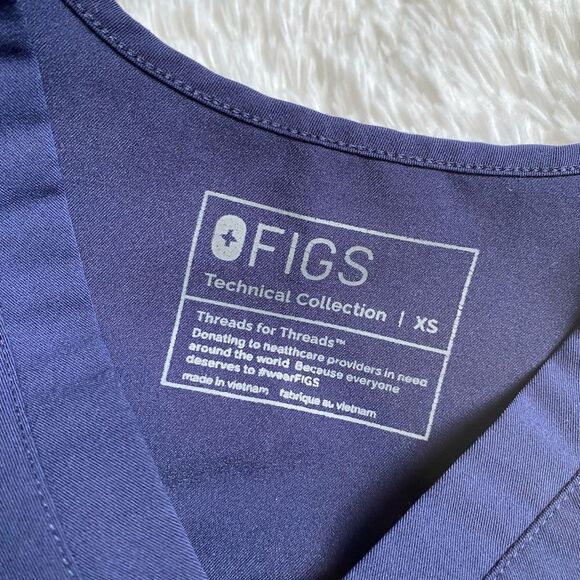 FIGS
Technical Collection | XS
Threads for Threads™
Donating to healthcare providers in need
around the world. Because everyone
deserves to #wearFIGS
made in vietnam fabrique au vietnam